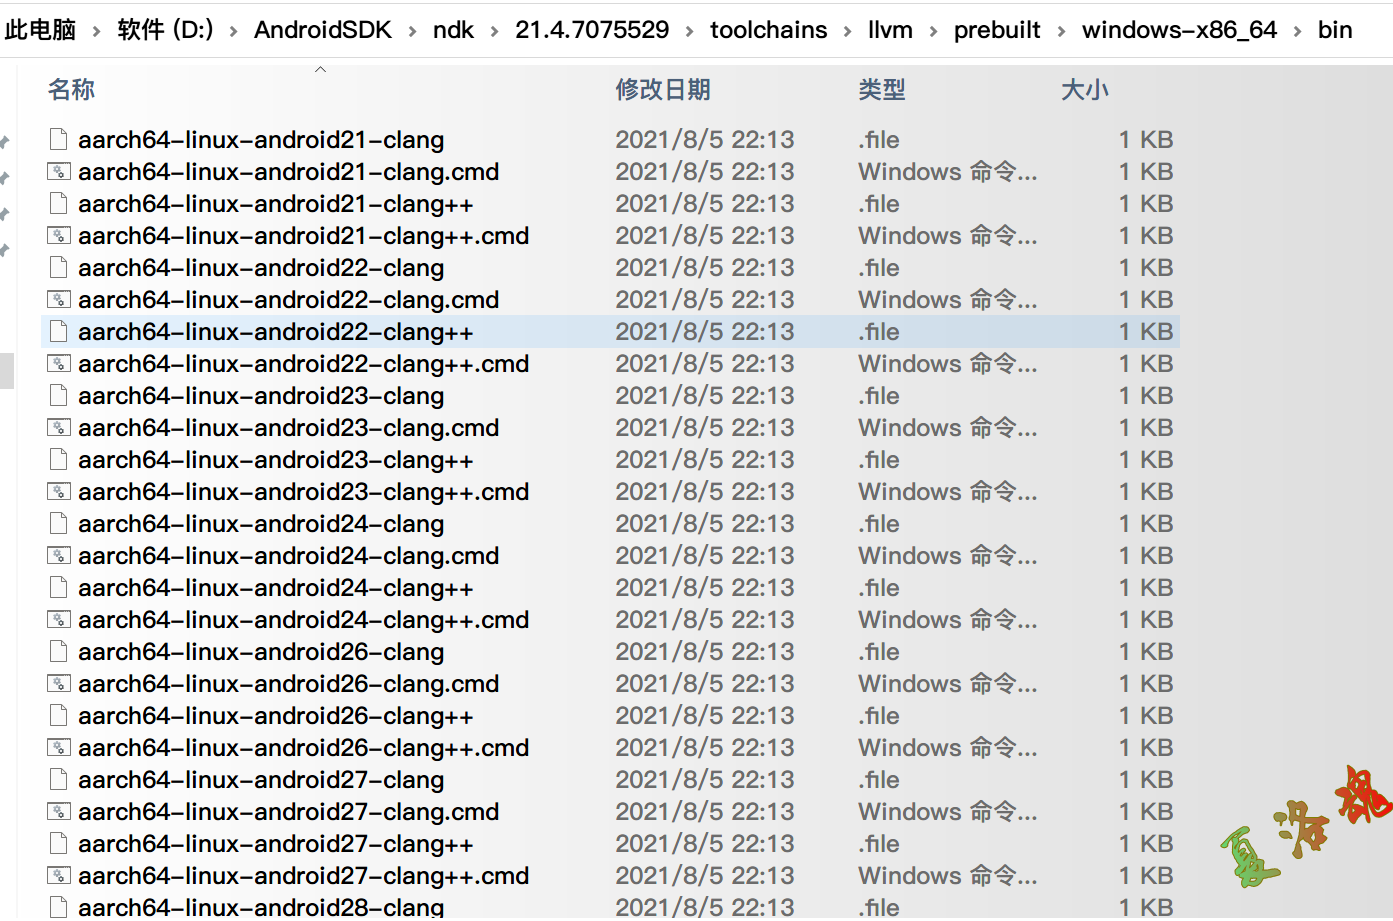 此电脑 › 软件 (D:) › AndroidSDK › ndk › 21.4.7075529 › toolchains › llvm › prebuilt › windows-x86_64 › bin
名称 修改日期 类型 大小
aarch64-linux-android21-clang 2021/8/5 22:13 .file 1 KB
aarch64-linux-android21-clang.cmd 2021/8/5 22:13 Windows 命令... 1 KB
aarch64-linux-android21-clang++ 2021/8/5 22:13 .file 1 KB
aarch64-linux-android21-clang++.cmd 2021/8/5 22:13 Windows 命令... 1 KB
aarch64-linux-android22-clang 2021/8/5 22:13 .file 1 KB
aarch64-linux-android22-clang.cmd 2021/8/5 22:13 Windows 命令... 1 KB
aarch64-linux-android22-clang++ 2021/8/5 22:13 .file 1 KB
aarch64-linux-android22-clang++.cmd 2021/8/5 22:13 Windows 命令... 1 KB
aarch64-linux-android23-clang 2021/8/5 22:13 .file 1 KB
aarch64-linux-android23-clang.cmd 2021/8/5 22:13 Windows 命令... 1 KB
aarch64-linux-android23-clang++ 2021/8/5 22:13 .file 1 KB
aarch64-linux-android23-clang++.cmd 2021/8/5 22:13 Windows 命令... 1 KB
aarch64-linux-android24-clang 2021/8/5 22:13 .file 1 KB
aarch64-linux-android24-clang.cmd 2021/8/5 22:13 Windows 命令... 1 KB
aarch64-linux-android24-clang++ 2021/8/5 22:13 .file 1 KB
aarch64-linux-android24-clang++.cmd 2021/8/5 22:13 Windows 命令... 1 KB
aarch64-linux-android26-clang 2021/8/5 22:13 .file 1 KB
aarch64-linux-android26-clang.cmd 2021/8/5 22:13 Windows 命令... 1 KB
aarch64-linux-android26-clang++ 2021/8/5 22:13 .file 1 KB
aarch64-linux-android26-clang++.cmd 2021/8/5 22:13 Windows 命令... 1 KB
aarch64-linux-android27-clang 2021/8/5 22:13 .file 1 KB
aarch64-linux-android27-clang.cmd 2021/8/5 22:13 Windows 命令... 1 KB
aarch64-linux-android27-clang++ 2021/8/5 22:13 .file 1 KB
aarch64-linux-android27-clang++.cmd 2021/8/5 22:13 Windows 命令... 1 KB
aarch64-linux-android28-clang 2021/8/5 22:13 .file 1 KB